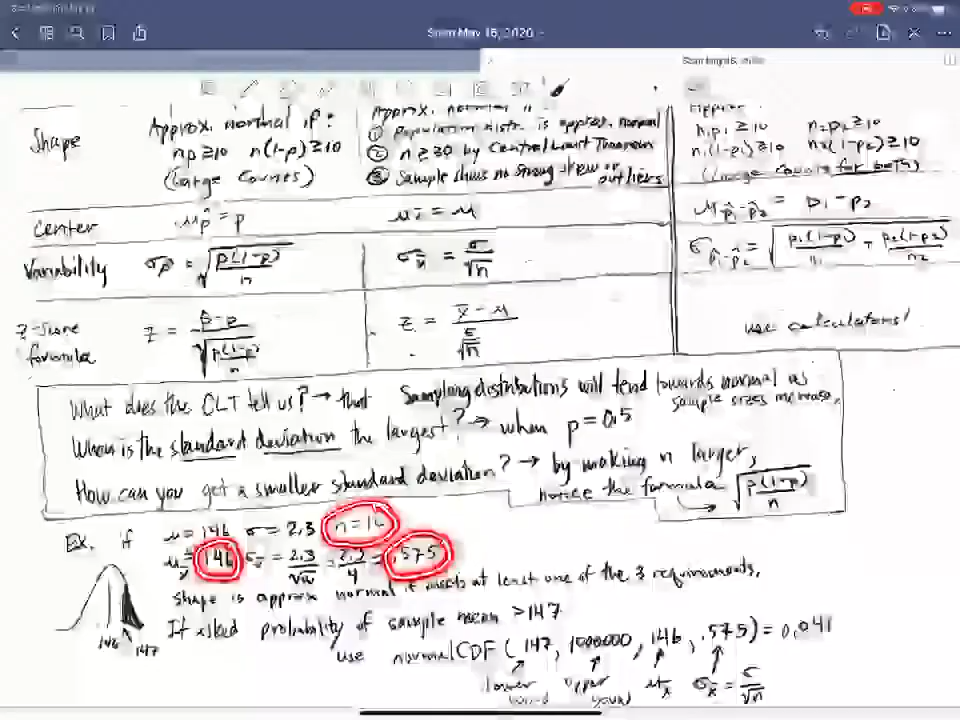 Sam May 16, 2020
Approx. normal if:
Shape
Approx. normal if:
① Population distr. is approx. normal
np ≥ 10 n(1-p) ≥ 10
② n ≥ 30 by Central Limit Theorem
(Large Counts)
③ Sample shows no strong skew or outliers
n₁p₁ ≥ 10 n₂p₂ ≥ 10
n₁(1-p₁) ≥ 10 n₂(1-p₂) ≥ 10
(Large counts for both)
Center μp̂ = p μx̄ = μ μp̂₁-p̂₂ = p₁ - p₂
Variability σp̂ = √(p(1-p)/n) σx̄ = σ/√n σp̂₁-p̂₂ = √(p₁(1-p₁)/n₁ + p₂(1-p₂)/n₂)
Z-Score formula Z = (p̂-p)/√(p(1-p)/n) Z = (x̄-μ)/(σ/√n) use calculators!
What does the CLT tell us? → that Sampling distributions will tend towards normal as sample sizes increase.
When is the standard deviation the largest? → when p = 0.5
How can you get a smaller standard deviation? → by making n larger,
notice the formula → √(p(1-p)/n)
Ex. if μ = 146 σ = 2.3 n = 16
μx̄ = 146 σx̄ = 2.3/√16 = 2.3/4 = .575
Shape is approx normal if meets at least one of the 3 requirements.
If asked probability of sample mean > 147
146 147
use normalCDF (147, 1000000, 146, .575) = 0.041
lower bound upper bound μx̄ σx̄ = σ/√n